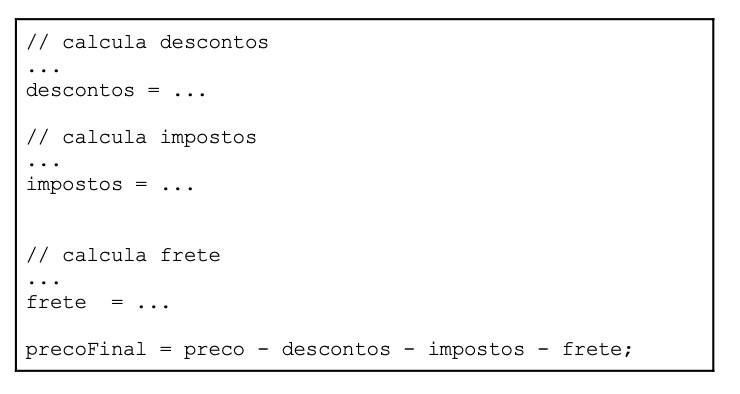 // calcula descontos
...
descontos = ...
// calcula impostos
...
impostos = ...
// calcula frete
...
frete  = ...
precoFinal = preco - descontos - impostos - frete;